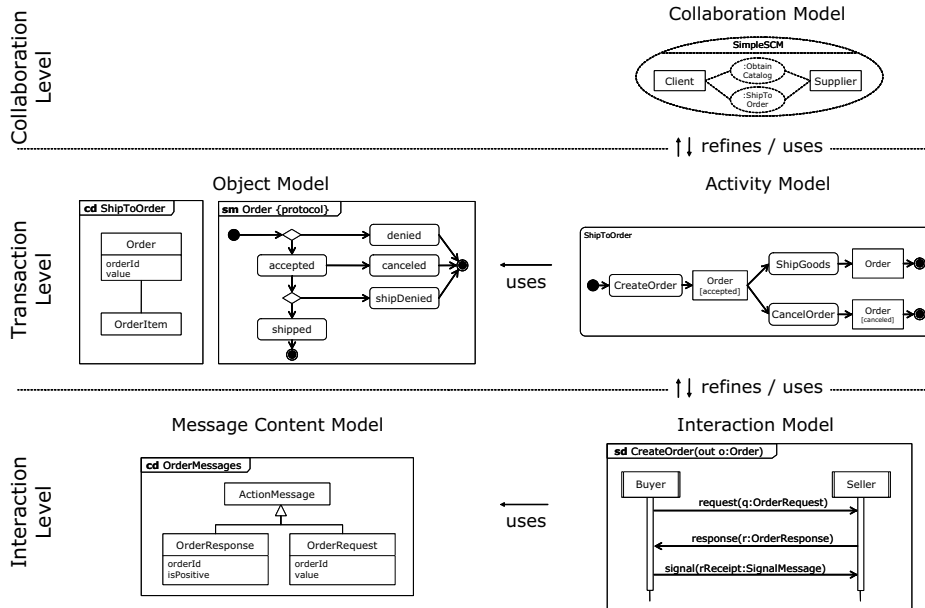 Collaboration Level
Collaboration Model
SimpleSCM
Client
:Obtain
Catalog
:ShipTo
Order
Supplier
refines / uses
Transaction Level
Object Model
cd ShipToOrder
Order
orderId
value
OrderItem
sm Order {protocol}
denied
accepted
canceled
shipDenied
shipped
uses
Activity Model
ShipToOrder
CreateOrder
Order
[accepted]
ShipGoods
Order
CancelOrder
Order
[canceled]
refines / uses
Interaction Level
Message Content Model
cd OrderMessages
ActionMessage
OrderResponse
orderId
isPositive
OrderRequest
orderId
value
uses
Interaction Model
sd CreateOrder(out o:Order)
Buyer
Seller
request(q:OrderRequest)
response(r:OrderResponse)
signal(rReceipt:SignalMessage)